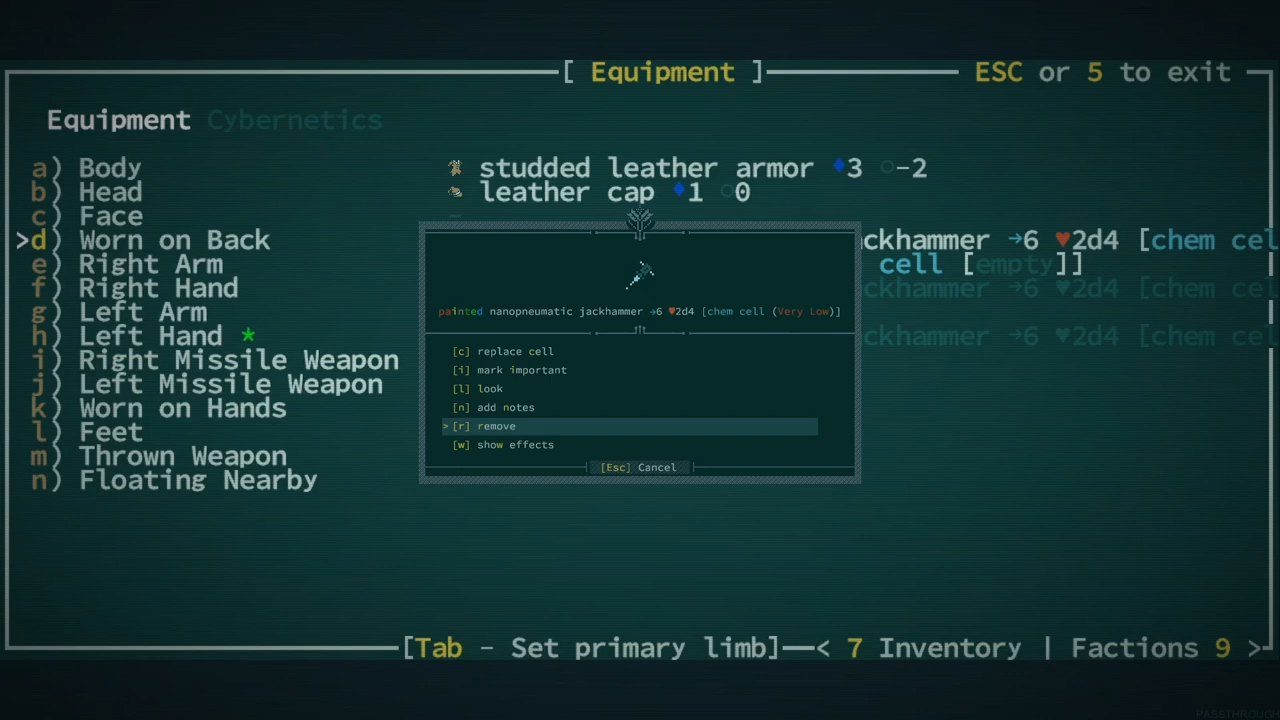 [ Equipment ]
ESC or 5 to exit
Equipment Cybernetics
a) Body
studded leather armor ♦3 ○-2
b) Head
leather cap ♦1 ○0
c) Face
>d) Worn on Back
ckhammer →6 ♥2d4 [chem cel
e) Right Arm
cell [empty]]
f) Right Hand
ckhammer →6 ♥2d4 [chem cel
g) Left Arm
h) Left Hand *
ckhammer →6 ♥2d4 [chem cel
i) Right Missile Weapon
j) Left Missile Weapon
k) Worn on Hands
l) Feet
m) Thrown Weapon
n) Floating Nearby
painted nanopneumatic jackhammer →6 ♥2d4 [chem cell (Very Low)]
[c] replace cell
[i] mark important
[l] look
[n] add notes
> [r] remove
[w] show effects
[Esc] Cancel
[Tab - Set primary limb]
< 7 Inventory | Factions 9 >